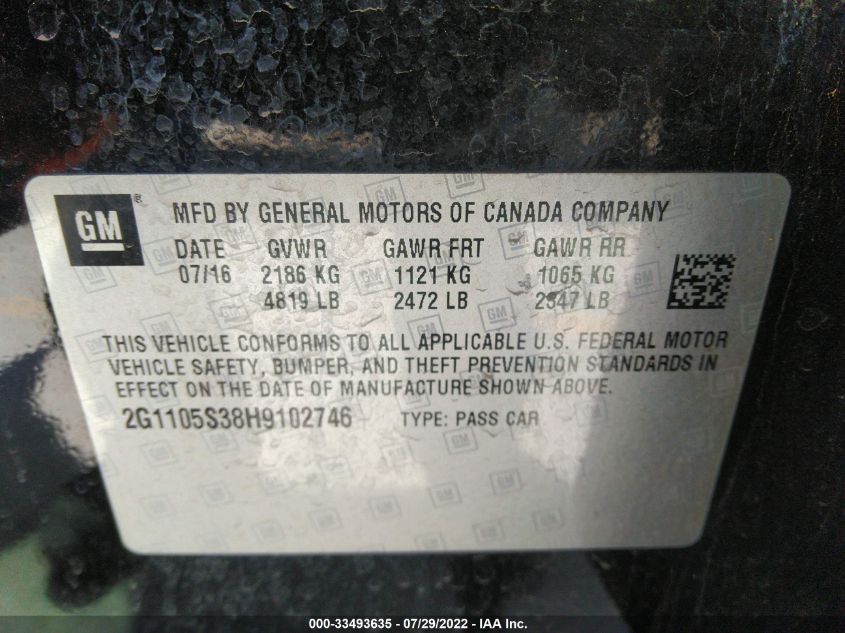 GM
MFD BY GENERAL MOTORS OF CANADA COMPANY
DATE GVWR GAWR FRT GAWR RR
07/16 2186 KG 1121 KG 1065 KG
4819 LB 2472 LB 2347 LB
THIS VEHICLE CONFORMS TO ALL APPLICABLE U.S. FEDERAL MOTOR
VEHICLE SAFETY, BUMPER, AND THEFT PREVENTION STANDARDS IN
EFFECT ON THE DATE OF MANUFACTURE SHOWN ABOVE.
2G1105S38H9102746 TYPE: PASS CAR
000-33493635 - 07/29/2022 - IAA Inc.